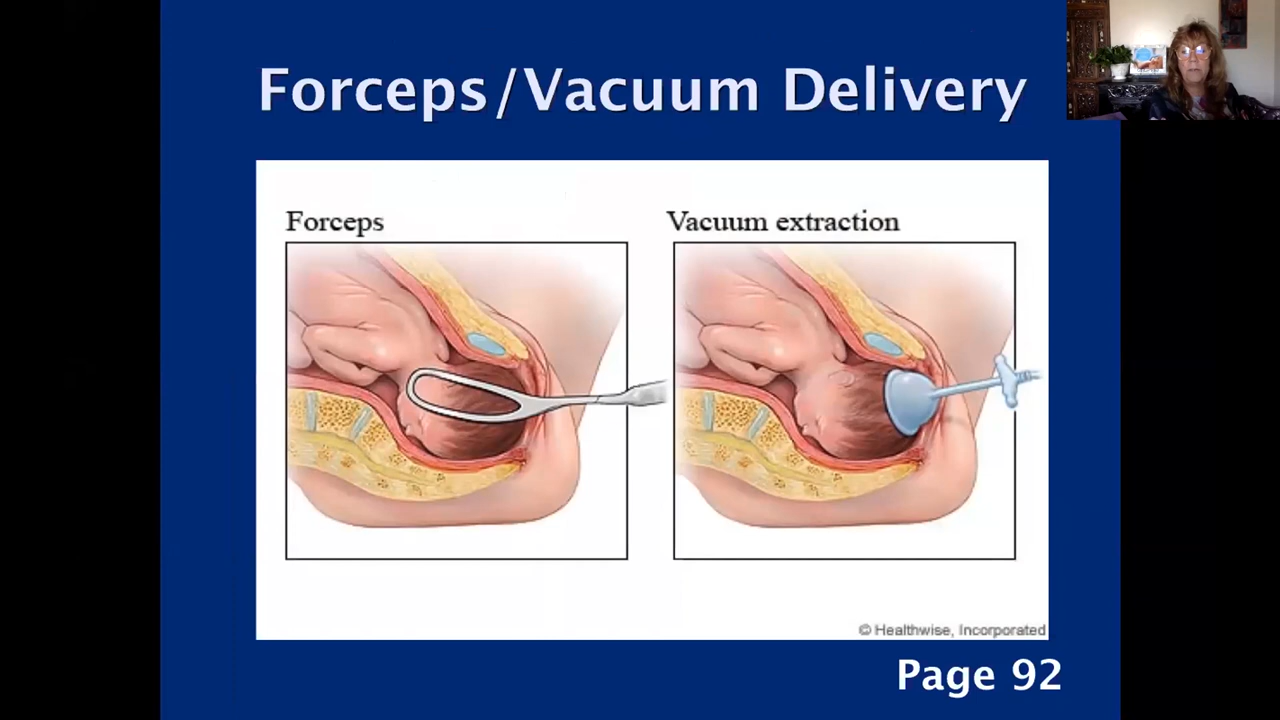 Forceps/Vacuum Delivery
Forceps
Vacuum extraction
© Healthwise, Incorporated
Page 92